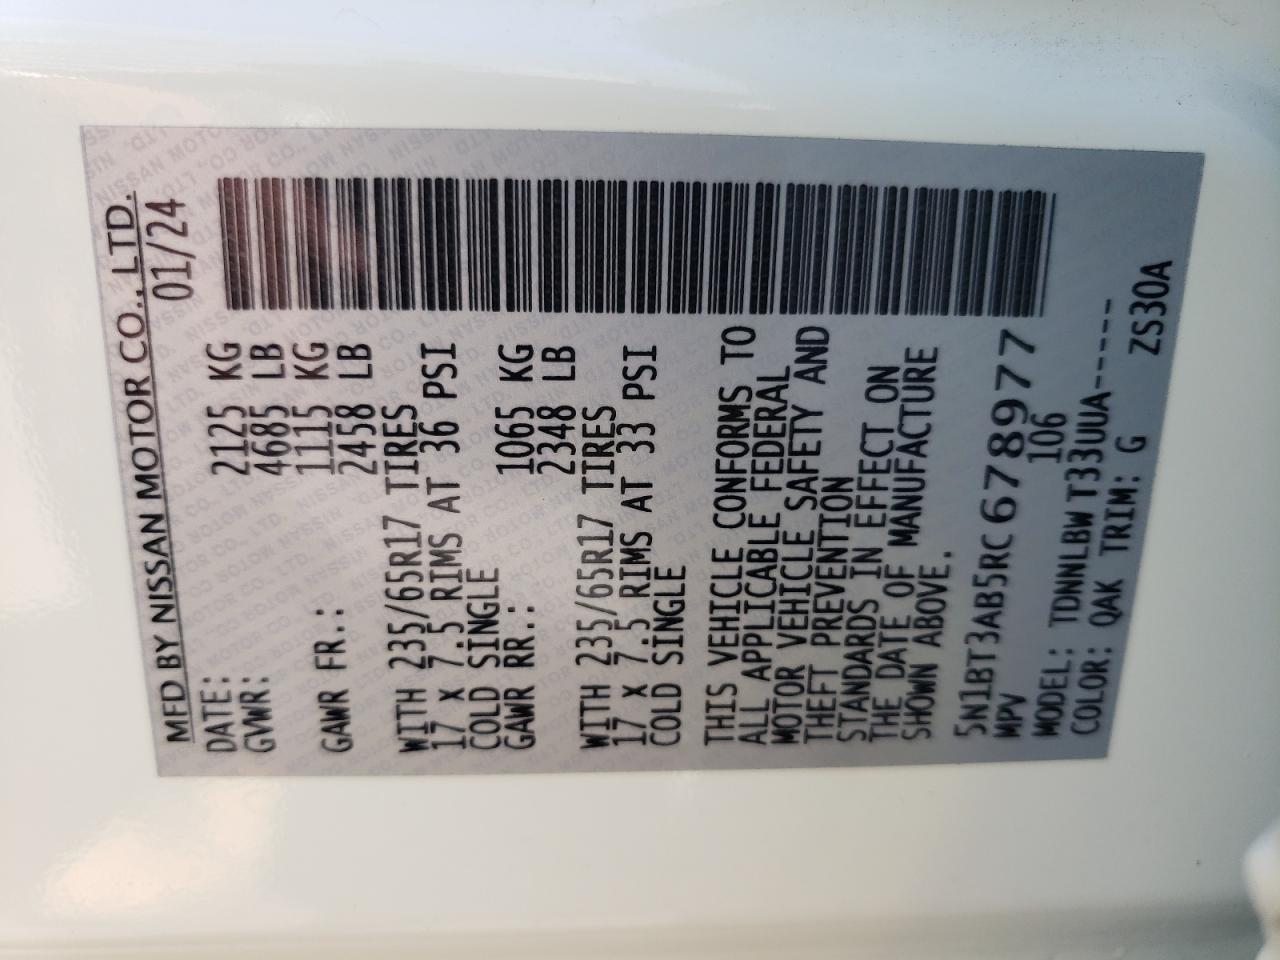 MFD BY NISSAN MOTOR CO., LTD.
DATE: 01/24
GVWR: 2125 KG
4685 LB
GAWR FR.: 1115 KG
2458 LB
WITH 235/65R17 TIRES
17 x 7.5 RIMS AT 36 PSI
COLD SINGLE
GAWR RR.: 1065 KG
2348 LB
WITH 235/65R17 TIRES
17 x 7.5 RIMS AT 33 PSI
COLD SINGLE
THIS VEHICLE CONFORMS TO
ALL APPLICABLE FEDERAL
MOTOR VEHICLE SAFETY AND
THEFT PREVENTION
STANDARDS IN EFFECT ON
THE DATE OF MANUFACTURE
SHOWN ABOVE.
5N1BT3AB5RC678977
MPV 106
MODEL: TDNNLBW T33UUA-----
COLOR: QAK TRIM: G ZS30A